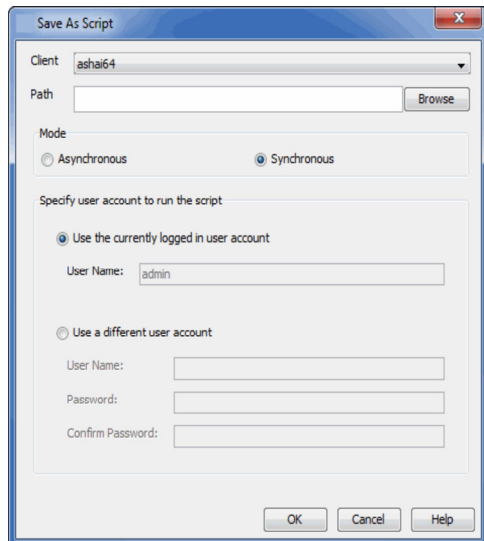 Save As Script
Client ashai64
Path Browse
Mode
Asynchronous Synchronous
Specify user account to run the script
Use the currently logged in user account
User Name: admin
Use a different user account
User Name:
Password:
Confirm Password:
OK Cancel Help